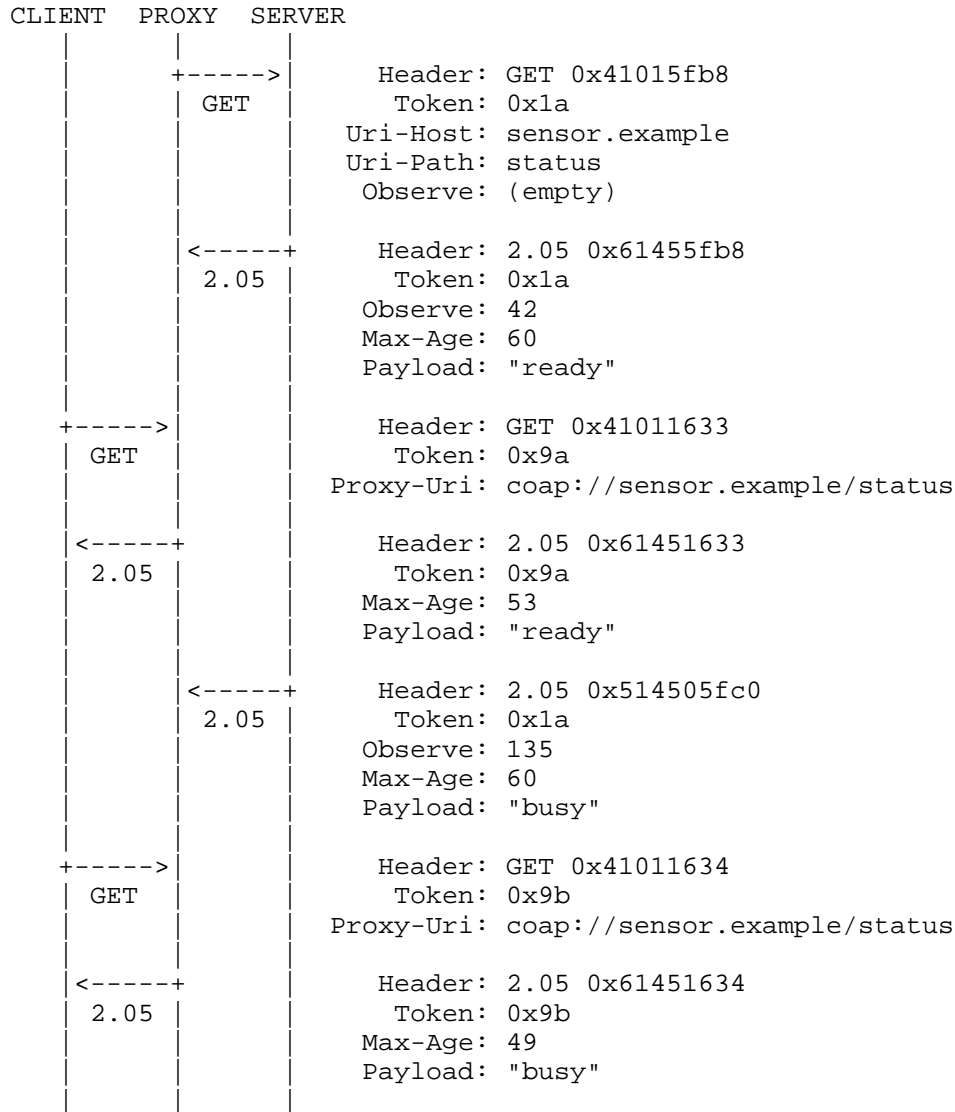 CLIENT PROXY SERVER
| | |
| +----->| Header: GET 0x41015fb8
| | GET | Token: 0x1a
| | | Uri-Host: sensor.example
| | | Uri-Path: status
| | | Observe: (empty)
| | |
| |<-----+ Header: 2.05 0x61455fb8
| | 2.05 | Token: 0x1a
| | | Observe: 42
| | | Max-Age: 60
| | | Payload: "ready"
| | |
+----->| | Header: GET 0x41011633
| GET | | Token: 0x9a
| | | Proxy-Uri: coap://sensor.example/status
| | |
|<-----+ | Header: 2.05 0x61451633
| 2.05 | | Token: 0x9a
| | | Max-Age: 53
| | | Payload: "ready"
| | |
| |<-----+ Header: 2.05 0x514505fc0
| | 2.05 | Token: 0x1a
| | | Observe: 135
| | | Max-Age: 60
| | | Payload: "busy"
| | |
+----->| | Header: GET 0x41011634
| GET | | Token: 0x9b
| | | Proxy-Uri: coap://sensor.example/status
| | |
|<-----+ | Header: 2.05 0x61451634
| 2.05 | | Token: 0x9b
| | | Max-Age: 49
| | | Payload: "busy"
| | |